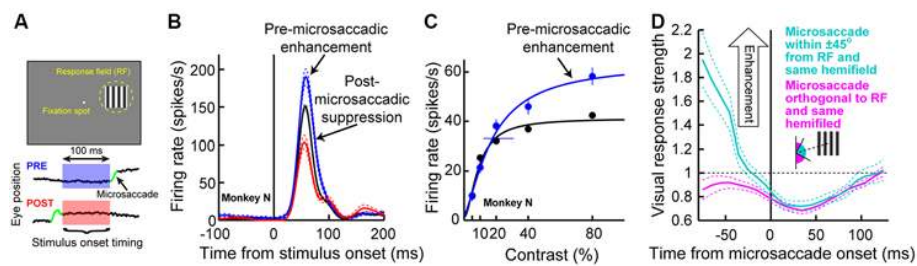 A
Response field (RF)
Fixation spot
100 ms
PRE
Microsaccade
POST
Eye position
Stimulus onset timing
B
Pre-microsaccadic
enhancement
Post-
microsaccadic
suppression
Monkey N
Firing rate (spikes/s)
200
150
100
50
0
-100
0
100
200
Time from stimulus onset (ms)
C
Pre-microsaccadic
enhancement
Monkey N
Firing rate (spikes/s)
60
40
20
0
10
20
40
60
80
Contrast (%)
D
Enhancement
Microsaccade
within ±45°
from RF and
same hemifield
Microsaccade
orthogonal to RF
and same
hemifiled
Visual response strength
2.2
2
1.8
1.6
1.4
1.2
1
0.8
0.6
-50
0
50
100
Time from microsaccade onset (ms)